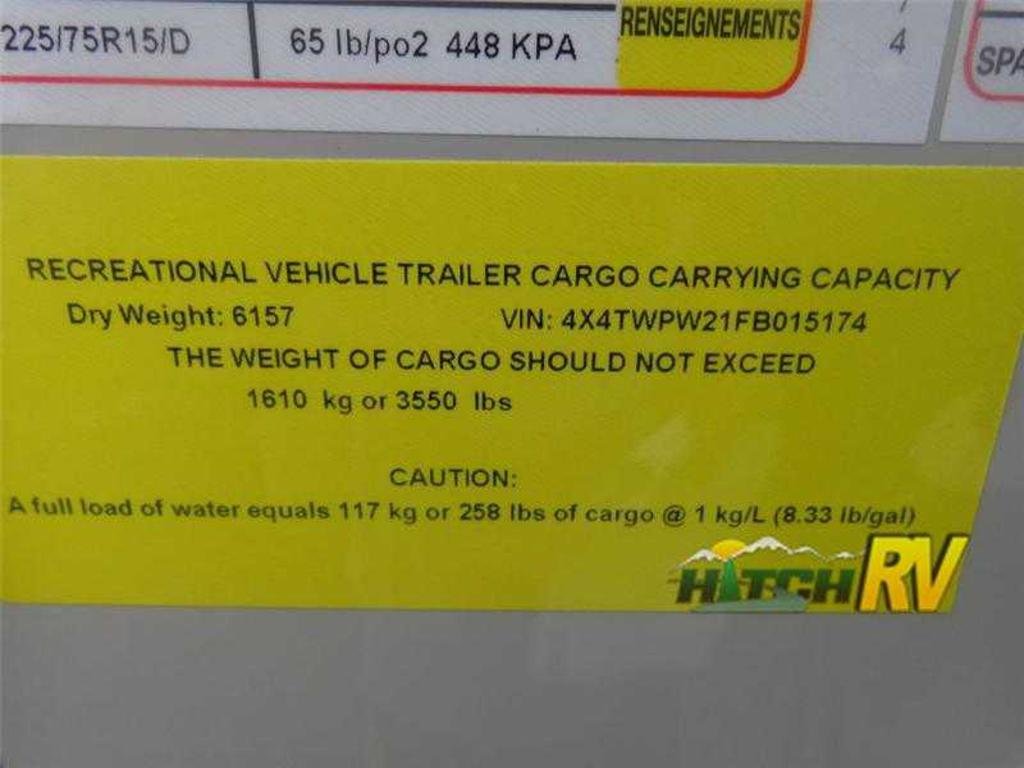 225/75R15/D 65 lb/po2 448 KPA RENSEIGNEMENTS 4
RECREATIONAL VEHICLE TRAILER CARGO CARRYING CAPACITY
Dry Weight: 6157 VIN: 4X4TWPW21FB015174
THE WEIGHT OF CARGO SHOULD NOT EXCEED
1610 kg or 3550 lbs
CAUTION:
A full load of water equals 117 kg or 258 lbs of cargo @ 1 kg/L (8.33 lb/gal)
HITCH RV